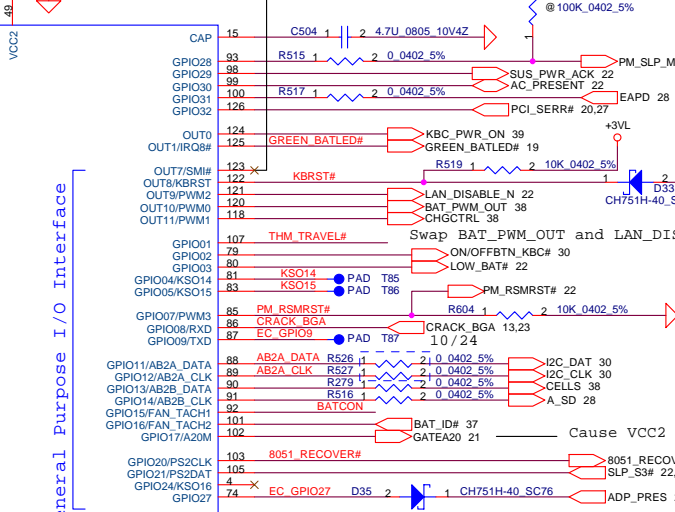 49
VCC2
@100K_0402_5%
1
CAP 15 C504 1 2 4.7U_0805_10V4Z
GPIO28 93 R515 1 2 0_0402_5% PM_SLP_M
GPIO29 98 SUS_PWR_ACK 22
GPIO30 99 AC_PRESENT 22
GPIO31 100 R517 1 2 0_0402_5% EAPD 28
GPIO32 126 PCI_SERR# 20,27
+3VL
OUT0 124 KBC_PWR_ON 39
OUT1/IRQ8# 125 GREEN_BATLED# GREEN_BATLED# 19
OUT7/SMI# 123 R519 1 2 10K_0402_5%
OUT8/KBRST 122 KBRST# 1 2 D33
CH751H-40_S
OUT9/PWM2 121 LAN_DISABLE_N 22
OUT10/PWM0 120 BAT_PWM_OUT 38
OUT11/PWM1 118 CHGCTRL 38
Swap BAT_PWM_OUT and LAN_DIS
GPIO01 107 THM_TRAVEL#
GPIO02 79 ON/OFFBTN_KBC# 30
GPIO03 80 LOW_BAT# 22
GPIO04/KSO14 81 KSO14 PAD T85
GPIO05/KSO15 83 KSO15 PAD T86
PM_RSMRST# 22
GPIO07/PWM3 85 PM_RSMRST# R604 1 2 10K_0402_5%
GPIO08/RXD 86 CRACK_BGA CRACK_BGA 13,23
GPIO09/TXD 87 EC_GPIO9 PAD T87 10/24
GPIO11/AB2A_DATA 88 AB2A_DATA R526 1 2 0_0402_5% I2C_DAT 30
GPIO12/AB2A_CLK 89 AB2A_CLK R527 1 2 0_0402_5% I2C_CLK 30
GPIO13/AB2B_DATA 90 R279 1 2 0_0402_5% CELLS 38
GPIO14/AB2B_CLK 91 R516 1 2 0_0402_5% A_SD 28
GPIO15/FAN_TACH1 92 BATCON
GPIO16/FAN_TACH2 101 BAT_ID# 37
GPIO17/A20M 102 GATEA20 21 Cause VCC2
GPIO20/PS2CLK 103 8051_RECOVER# 8051_RECOV
GPIO21/PS2DAT 105 SLP_S3# 22,
GPIO24/KSO16 4
GPIO27 74 EC_GPIO27 D35 2 1 CH751H-40_SC76 ADP_PRES
eneral Purpose I/O Interface